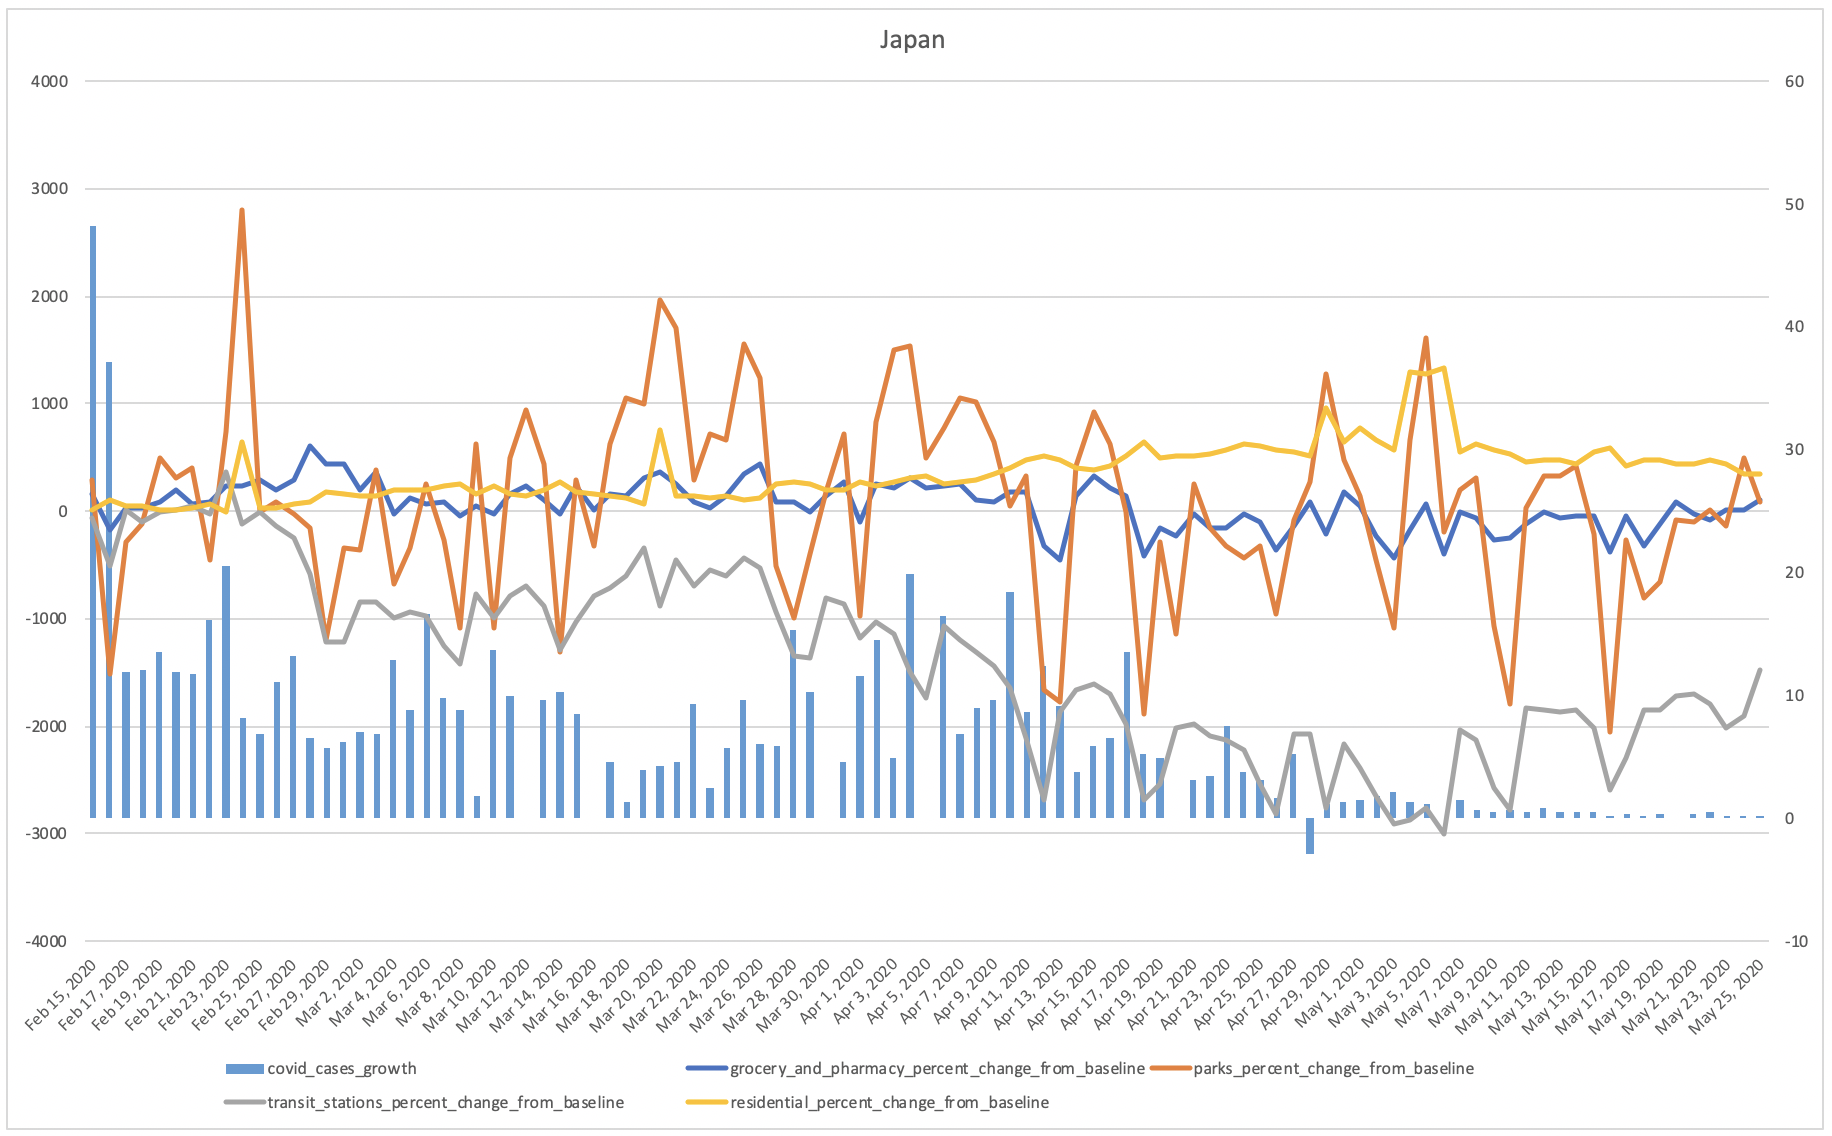 Japan
4000
3000
2000
1000
0
-1000
-2000
-3000
-4000
60
50
40
30
20
10
0
-10
Feb 15, 2020
Feb 17, 2020
Feb 19, 2020
Feb 21, 2020
Feb 23, 2020
Feb 25, 2020
Feb 27, 2020
Feb 29, 2020
Mar 2, 2020
Mar 4, 2020
Mar 6, 2020
Mar 8, 2020
Mar 10, 2020
Mar 12, 2020
Mar 14, 2020
Mar 16, 2020
Mar 18, 2020
Mar 20, 2020
Mar 22, 2020
Mar 24, 2020
Mar 26, 2020
Mar 28, 2020
Mar 30, 2020
Apr 1, 2020
Apr 3, 2020
Apr 5, 2020
Apr 7, 2020
Apr 9, 2020
Apr 11, 2020
Apr 13, 2020
Apr 15, 2020
Apr 17, 2020
Apr 19, 2020
Apr 21, 2020
Apr 23, 2020
Apr 25, 2020
Apr 27, 2020
Apr 29, 2020
May 1, 2020
May 3, 2020
May 5, 2020
May 7, 2020
May 9, 2020
May 11, 2020
May 13, 2020
May 15, 2020
May 17, 2020
May 19, 2020
May 21, 2020
May 23, 2020
May 25, 2020
covid_cases_growth
grocery_and_pharmacy_percent_change_from_baseline
parks_percent_change_from_baseline
transit_stations_percent_change_from_baseline
residential_percent_change_from_baseline